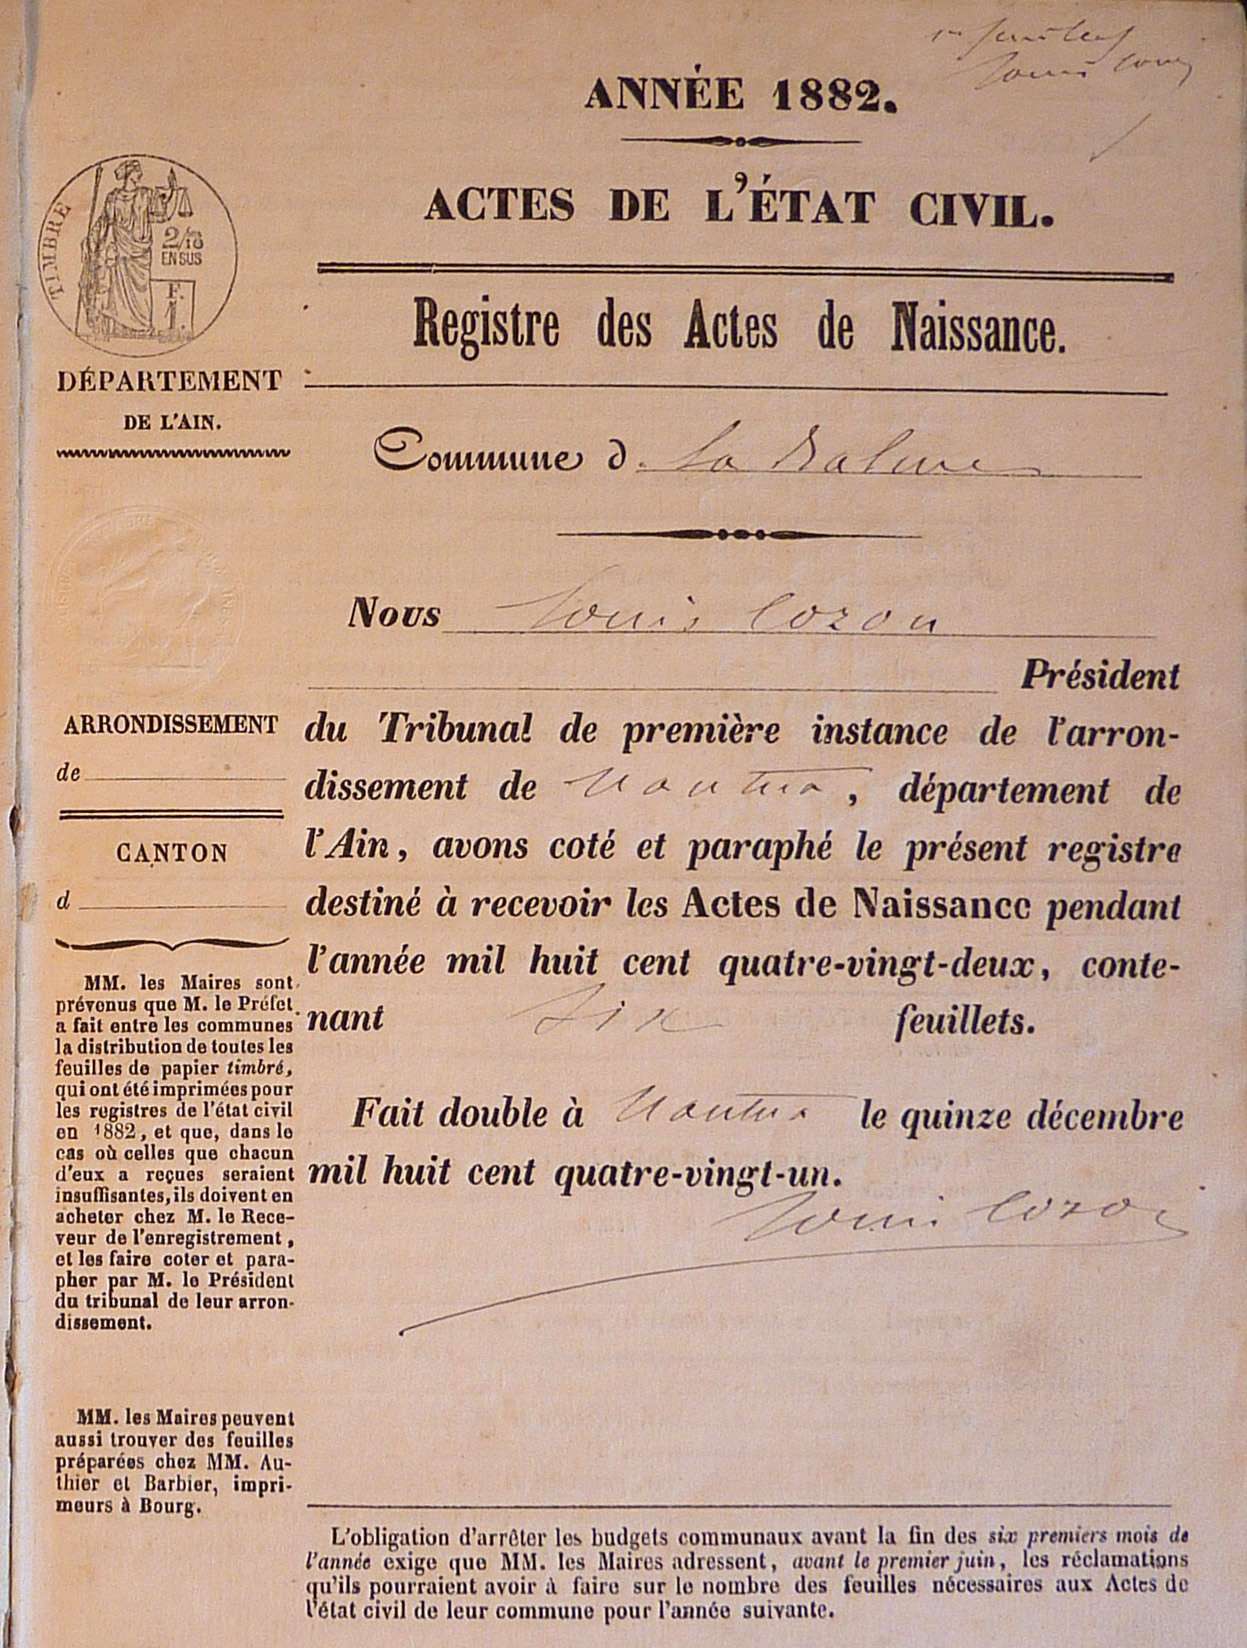 1er feuillet
Louis Cozon
ANNÉE 1882.
ACTES DE L'ÉTAT CIVIL.
TIMBRE
2/10
EN SUS
F.
1.
Registre des Actes de Naissance.
DÉPARTEMENT
DE L'AIN.
Commune d. La Balme
Nous Louis Cozon
Président
du Tribunal de première instance de l'arron-
dissement de Nantua, département de
l'Ain, avons coté et paraphé le présent registre
destiné à recevoir les Actes de Naissance pendant
l'année mil huit cent quatre-vingt-deux, conte-
nant Six feuillets.
Fait double à Nantua le quinze décembre
mil huit cent quatre-vingt-un.
Louis Cozon
ARRONDISSEMENT
de
CANTON
d
MM. les Maires sont
prévenus que M. le Préfet
a fait entre les communes
la distribution de toutes les
feuilles de papier timbré,
qui ont été imprimées pour
les registres de l'état civil
en 1882, et que, dans le
cas où celles que chacun
d'eux a reçues seraient
insuffisantes, ils doivent en
acheter chez M. le Rece-
veur de l'enregistrement,
et les faire coter et para-
pher par M. le Président
du tribunal de leur arron-
dissement.
MM. les Maires peuvent
aussi trouver des feuilles
préparées chez MM. Au-
thier et Barbier, impri-
meurs à Bourg.
L'obligation d'arrêter les budgets communaux avant la fin des six premiers mois de
l'année exige que MM. les Maires adressent, avant le premier juin, les réclamations
qu'ils pourraient avoir à faire sur le nombre des feuilles nécessaires aux Actes de
l'état civil de leur commune pour l'année suivante.